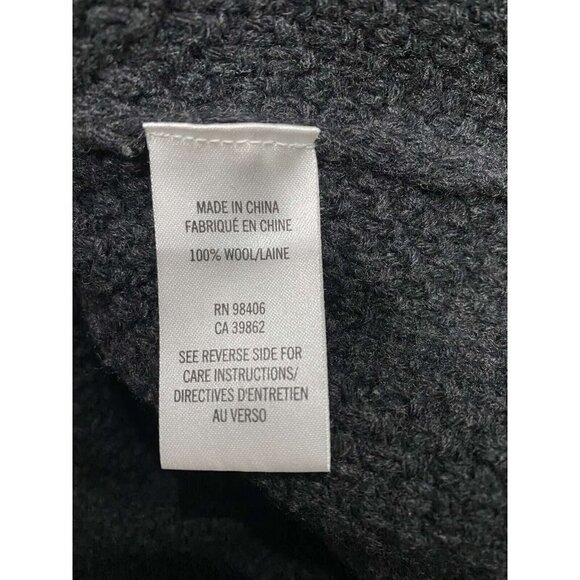 MADE IN CHINA
FABRIQUÉ EN CHINE
100% WOOL/LAINE
RN 98406
CA 39862
SEE REVERSE SIDE FOR
CARE INSTRUCTIONS/
DIRECTIVES D'ENTRETIEN
AU VERSO